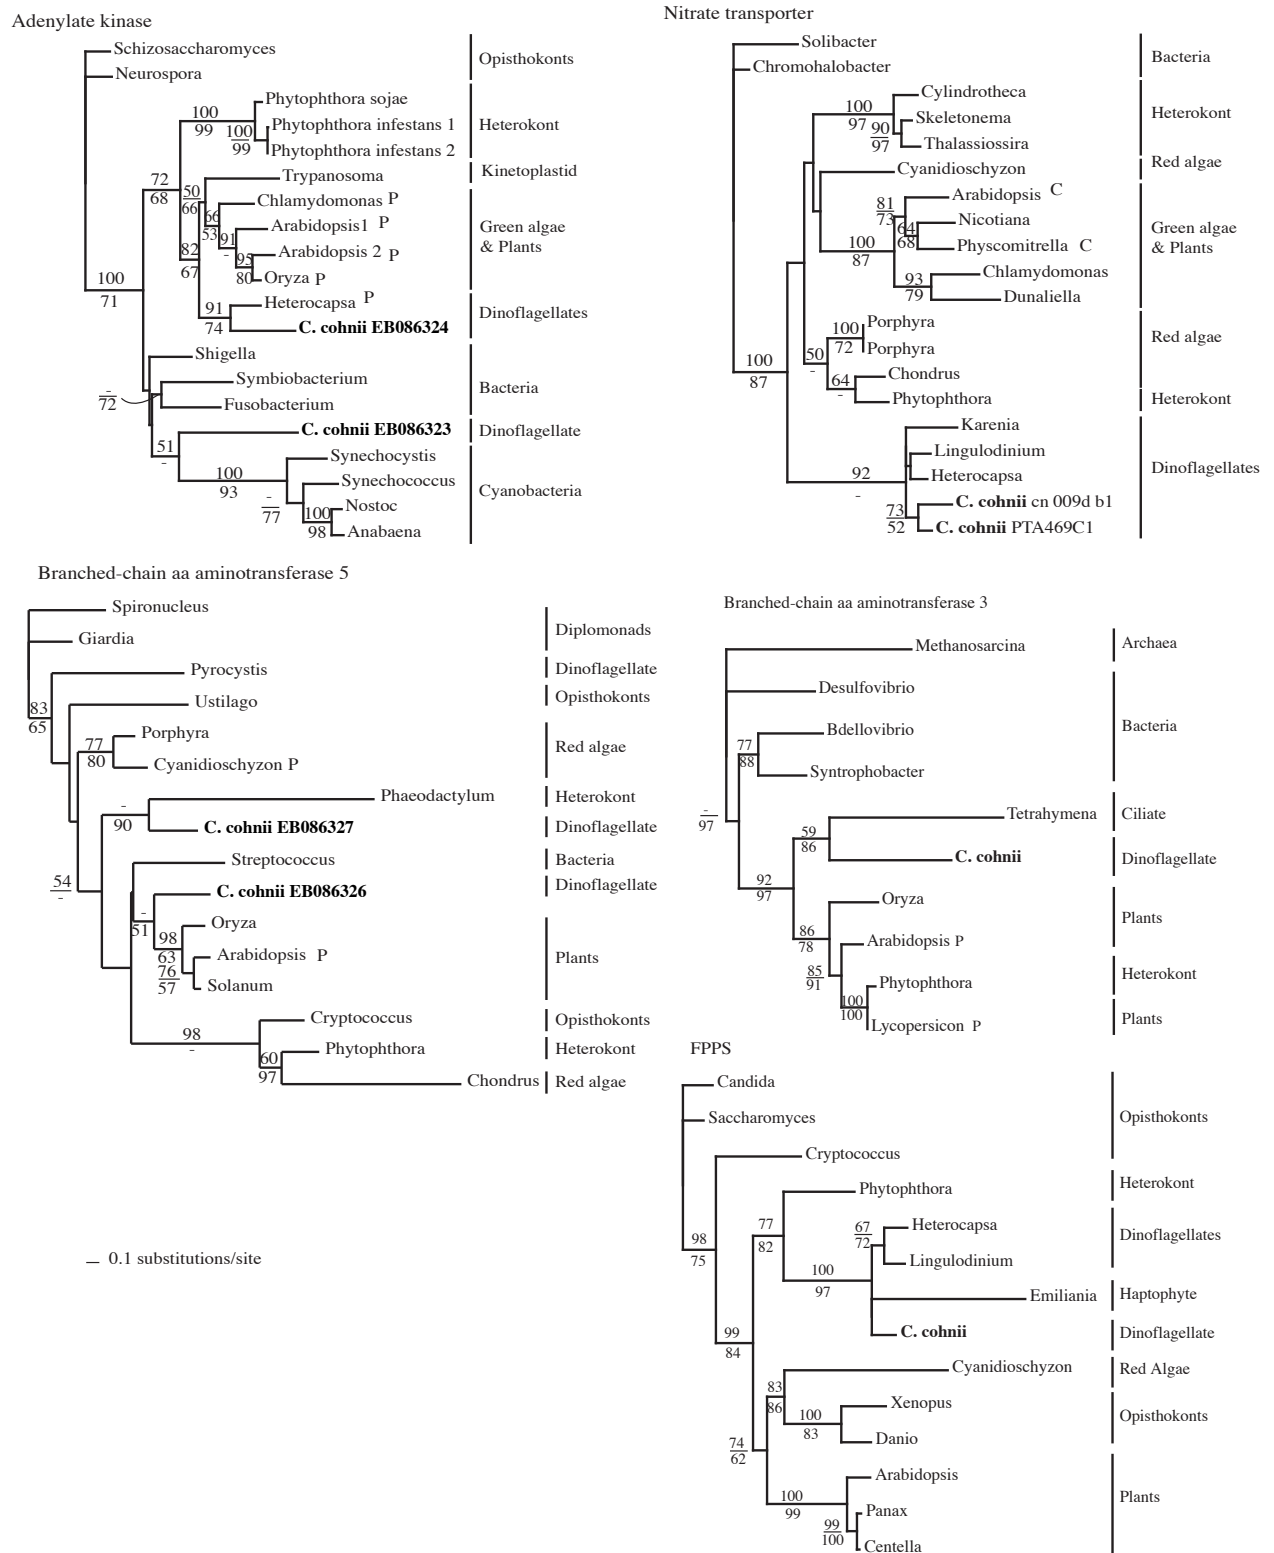 Adenylate kinase
Schizosaccharomyces
Neurospora
Opisthokonts
Phytophthora sojae
100
99
100
99
Phytophthora infestans 1
Phytophthora infestans 2
Heterokont
72
68
50
66
Trypanosoma
Kinetoplastid
66
53
Chlamydomonas P
91
-
Arabidopsis1 P
95
80
Arabidopsis 2 P
Oryza P
Green algae
& Plants
82
67
91
74
Heterocapsa P
C. cohnii EB086324
Dinoflagellates
100
71
Shigella
Symbiobacterium
Fusobacterium
-
72
Bacteria
51
-
C. cohnii EB086323
Dinoflagellate
100
93
Synechocystis
-
77
Synechococcus
100
98
Nostoc
Anabaena
Cyanobacteria
Nitrate transporter
Solibacter
Chromohalobacter
Bacteria
100
97
Cylindrotheca
90
97
Skeletonema
Thalassiossira
Heterokont
Cyanidioschyzon
Red algae
81
73
Arabidopsis C
64
68
Nicotiana
Physcomitrella C
100
87
93
79
Chlamydomonas
Dunaliella
Green algae
& Plants
100
72
Porphyra
Porphyra
50
-
64
-
Chondrus
Red algae
Phytophthora
Heterokont
100
87
Karenia
Lingulodinium
Heterocapsa
92
-
73
52
C. cohnii cn 009d b1
C. cohnii PTA469C1
Dinoflagellates
Branched-chain aa aminotransferase 5
Spironucleus
Giardia
Diplomonads
Pyrocystis
Dinoflagellate
83
65
Ustilago
Opisthokonts
77
80
Porphyra
Cyanidioschyzon P
Red algae
-
90
Phaeodactylum
Heterokont
C. cohnii EB086327
Dinoflagellate
54
-
Streptococcus
Bacteria
C. cohnii EB086326
Dinoflagellate
-
51
98
63
Oryza
76
57
Arabidopsis P
Solanum
Plants
98
-
Cryptococcus
Opisthokonts
60
97
Phytophthora
Heterokont
Chondrus
Red algae
Branched-chain aa aminotransferase 3
Methanosarcina
Archaea
Desulfovibrio
77
88
Bdellovibrio
Syntrophobacter
Bacteria
-
97
59
86
Tetrahymena
Ciliate
C. cohnii
Dinoflagellate
92
97
86
78
Oryza
Arabidopsis P
Plants
85
91
Phytophthora
Heterokont
100
100
Lycopersicon P
Plants
FPPS
Candida
Saccharomyces
Cryptococcus
Opisthokonts
Phytophthora
Heterokont
98
75
77
82
67
72
Heterocapsa
Lingulodinium
Dinoflagellates
100
97
Emiliania
Haptophyte
C. cohnii
Dinoflagellate
99
84
Cyanidioschyzon
Red Algae
83
86
100
83
Xenopus
Danio
Opisthokonts
74
62
Arabidopsis
100
99
99
100
Panax
Centella
Plants
0.1 substitutions/site